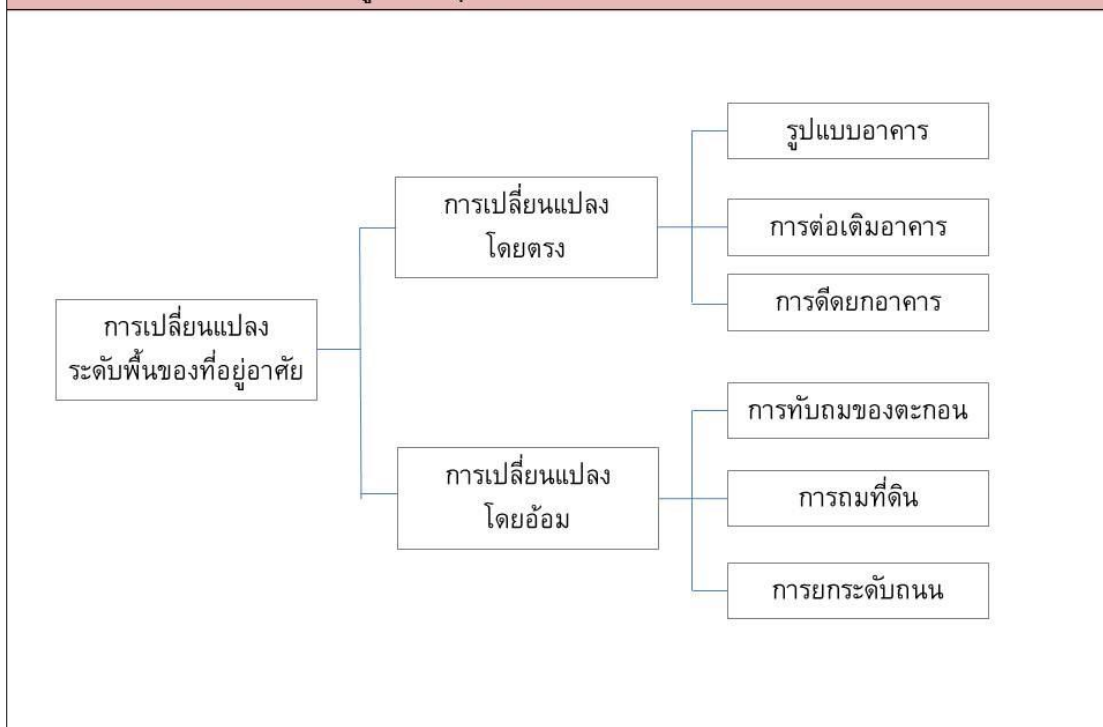 การเปลี่ยนแปลง
ระดับพื้นของที่อยู่อาศัย
การเปลี่ยนแปลง
โดยตรง
รูปแบบอาคาร
การต่อเติมอาคาร
การดีดยกอาคาร
การเปลี่ยนแปลง
โดยอ้อม
การทับถมของตะกอน
การถมที่ดิน
การยกระดับถนน